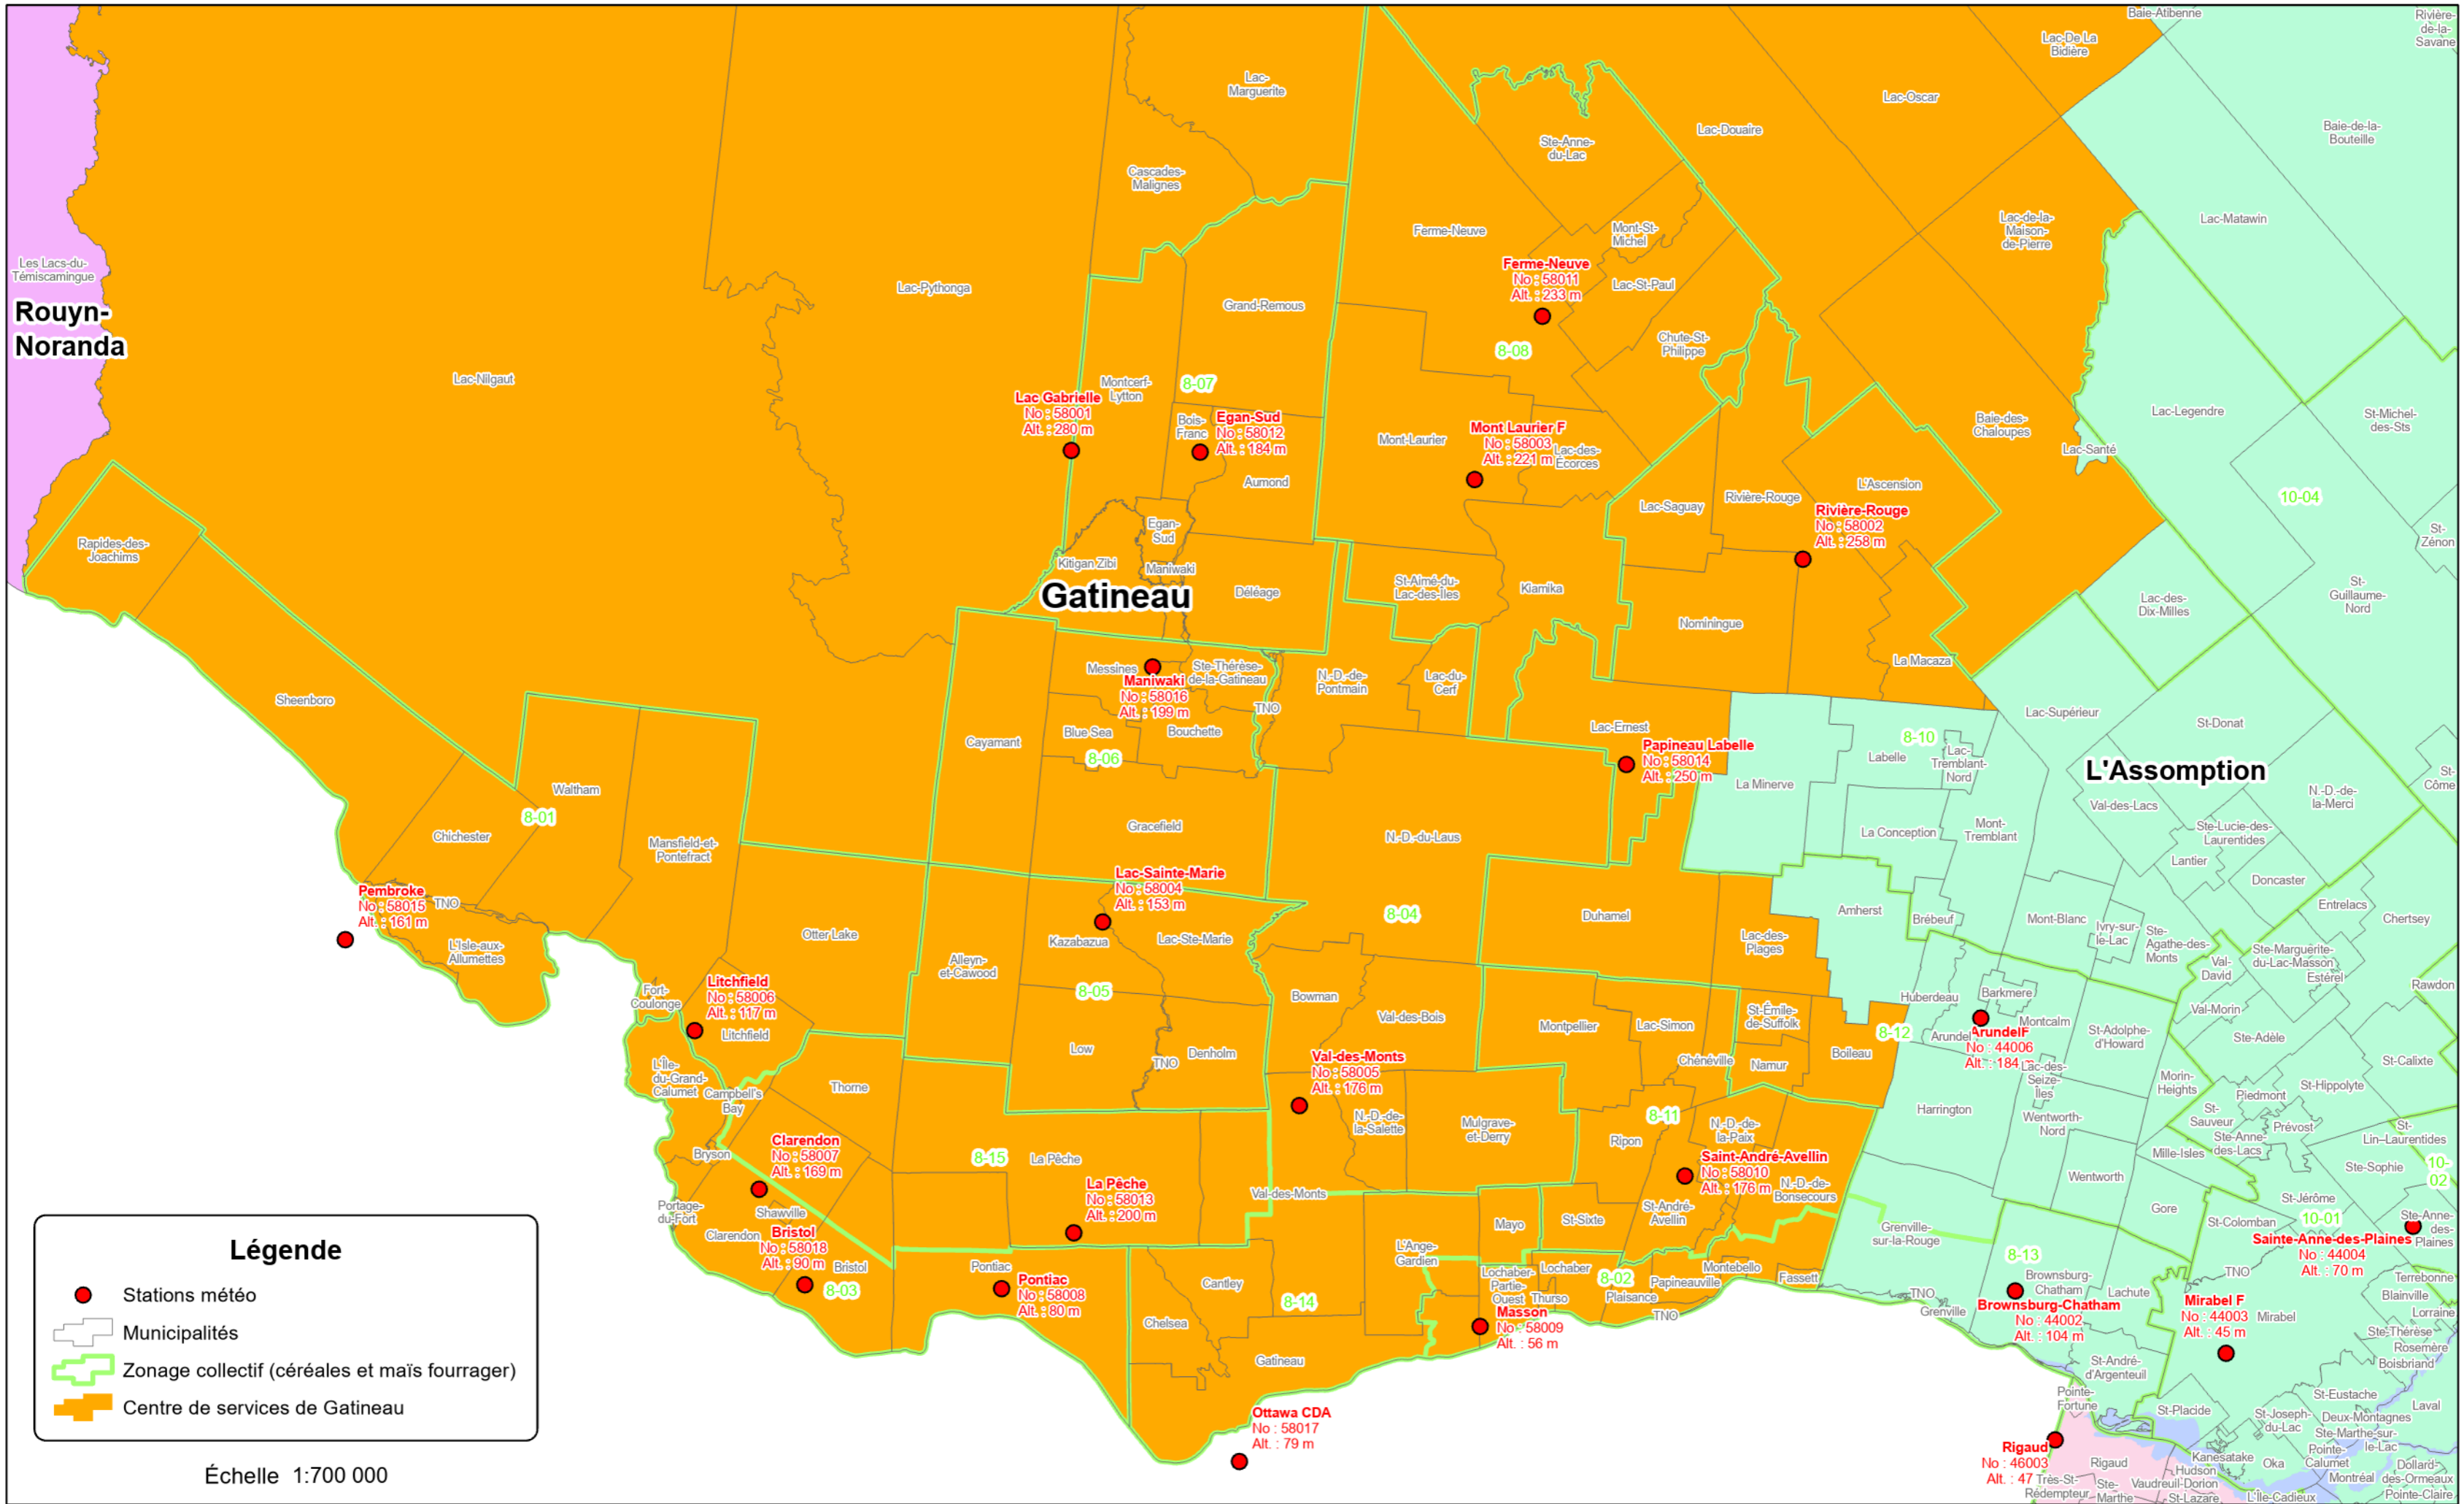 Baie-Atibenne
Rivière-
de-la-
Savane
Lac-De La
Bidière
Lac-
Marguerite
Lac-Oscar
Lac-Douaire
Baie-de-la-
Bouteille
Ste-Anne-
du-Lac
Cascades-
Malignes
Lac-Matawin
Lac-de-la-
Maison-
de-Pierre
Ferme-Neuve
Mont-St-
Michel
Les Lacs-du-
Témiscamingue
Rouyn-
Noranda
Lac-Pythonga
Grand-Remous
Ferme-Neuve
No : 58011
Alt. : 233 m
Lac-St-Paul
8-08
Chute-St-
Philippe
Lac-Nilgaut
Montcerf-
Lytton
8-07
Lac Gabrielle
No : 58001
Alt. : 280 m
Bois-
Franc
Egan-Sud
No : 58012
Alt. : 184 m
Aumond
Mont-Laurier
Mont Laurier F
No : 58003
Alt. : 221 m
Lac-des-
Écorces
Baie-des-
Chaloupes
Lac-Legendre
St-Michel-
des-Sts
Lac-Santé
10-04
Lac-Saguay
Rivière-Rouge
L'Ascension
Rivière-Rouge
No : 58002
Alt. : 258 m
St-
Zénon
Rapides-des-
Joachims
Egan-
Sud
Kitigan Zibi
Maniwaki
Gatineau
Déléage
St-Aimé-du-
Lac-des-Îles
Kiamika
Nominingue
Lac-des-
Dix-Milles
St-
Guillaume-
Nord
La Macaza
Sheenboro
Messines
Maniwaki
No : 58016
Alt. : 199 m
Ste-Thérèse-
de-la-Gatineau
N.-D.-de-
Pontmain
Lac-du-
Cerf
TNO
Blue Sea
Bouchette
Cayamant
8-06
Lac-Ernest
Papineau Labelle
No : 58014
Alt. : 250 m
Lac-Supérieur
St-Donat
8-10
Labelle
Lac-
Tremblant-
Nord
L'Assomption
La Minerve
St-
Côme
N.-D.-de-
la-Merci
Val-des-Lacs
Waltham
8-01
Chichester
Mansfield-et-
Pontefract
Gracefield
N.-D.-du-Laus
La Conception
Mont-
Tremblant
Ste-Lucie-des-
Laurentides
Lantier
Doncaster
Pembroke
No : 58015
Alt. : 161 m
TNO
L'Isle-aux-
Allumettes
Otter Lake
Lac-Sainte-Marie
No : 58004
Alt. : 153 m
Kazabazua
Lac-Ste-Marie
8-04
Duhamel
Lac-des-
Plages
Amherst
Brébeuf
Mont-Blanc
Ivry-sur-
le-Lac
Ste-
Agathe-des-
Monts
Entrelacs
Chertsey
Ste-Marguerite-
du-Lac-Masson
Estérel
Val-
David
Rawdon
Alleyn-
et-Cawood
8-05
Fort-
Coulonge
Litchfield
No : 58006
Alt. : 117 m
Litchfield
Bowman
Val-des-Bois
Montpellier
Lac-Simon
St-Émile-
de-Suffolk
Huberdeau
Barkmere
Val-Morin
8-12
Arundel
Arundel F
No : 44006
Alt. : 184 m
Montcalm
St-Adolphe-
d'Howard
Ste-Adèle
St-Calixte
Low
TNO
Denholm
Val-des-Monts
No : 58005
Alt. : 176 m
Chénéville
Namur
Boileau
Lac-des-
Seize-
Îles
Morin-
Heights
St-Hippolyte
L'Île-
du-Grand-
Calumet
Campbell's
Bay
Thorne
N.-D.-de-
la-Salette
Mulgrave-
et-Derry
8-11
Ripon
N.-D.-de-
la-Paix
Harrington
Wentworth-
Nord
St-
Sauveur
Piedmont
Prévost
Ste-Anne-
des-Lacs
St-
Lin–Laurentides
Clarendon
No : 58007
Alt. : 169 m
Bryson
8-15
La Pêche
Saint-André-Avellin
No : 58010
Alt. : 176 m
N.-D.-de-
Bonsecours
Wentworth
Mille-Isles
Ste-Sophie
10-
02
Portage-
du-Fort
Shawville
Clarendon
La Pêche
No : 58013
Alt. : 200 m
Val-des-Monts
Mayo
St-Sixte
St-André-
Avellin
Gore
St-Jérôme
St-Colomban
10-01
Ste-Anne-
des-
Plaines
Sainte-Anne-des-Plaines
No : 44004
Alt. : 70 m
Grenville-
sur-la-Rouge
Bristol
No : 58018
Alt. : 90 m
Bristol
8-03
Pontiac
Pontiac
No : 58008
Alt. : 80 m
Cantley
8-14
L'Ange-
Gardien
Lochaber-
Partie-
Ouest
Lochaber
Thurso
8-02
Plaisance
Papineauville
Montebello
Fassett
TNO
8-13
Brownsburg-
Chatham
Lachute
TNO
Grenville
Brownsburg-Chatham
No : 44002
Alt. : 104 m
TNO
Mirabel F
No : 44003
Alt. : 45 m
Mirabel
Terrebonne
Blainville
Lorraine
Ste-Thérèse
Rosemère
Boisbriand
Masson
No : 58009
Alt. : 56 m
Chelsea
Gatineau
Ottawa CDA
No : 58017
Alt. : 79 m
St-André-
d'Argenteuil
Pointe-
Fortune
St-Placide
St-Eustache
Laval
St-Joseph-
du-Lac
Deux-Montagnes
Ste-Marthe-sur-
le-Lac
Pointe-
Calumet
Kanesatake
Oka
Rigaud
No : 46003
Alt. : 47
Rigaud
Hudson
Vaudreuil-Dorion
Montréal
Dollard-
des-Ormeaux
Très-St-
Rédempteur
Ste-
Marthe
St-Lazare
L'Île-Cadieux
Pointe-Claire
Légende
Stations météo
Municipalités
Zonage collectif (céréales et maïs fourrager)
Centre de services de Gatineau
Échelle 1:700 000